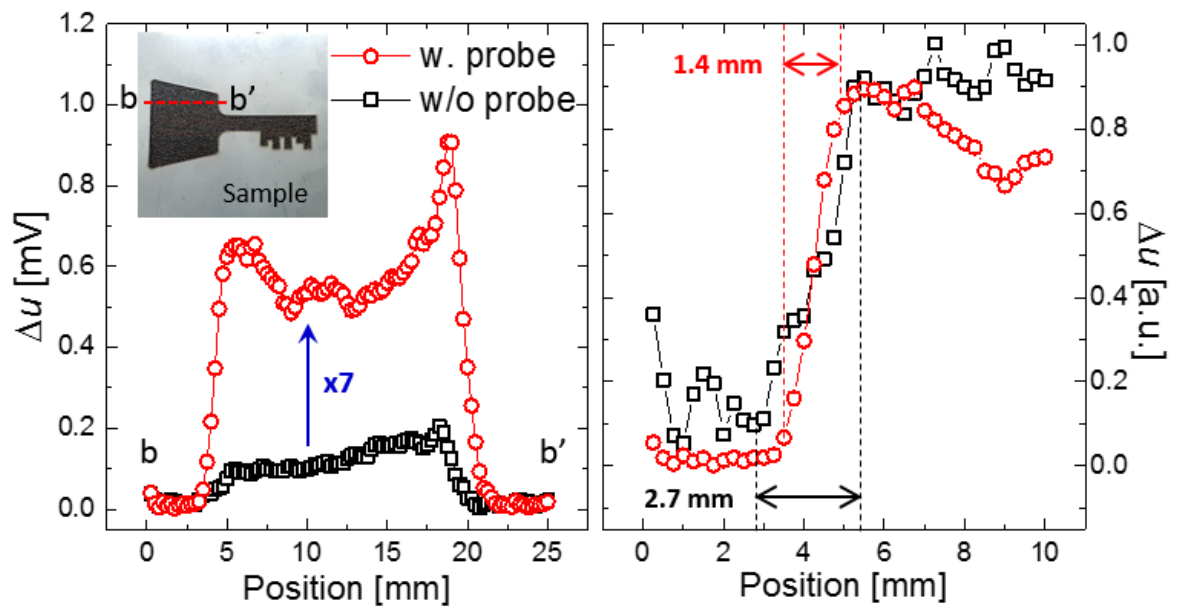 1.2
1.0
0.8
0.6
0.4
0.2
0.0
Δu [mV]
b
b’
Sample
w. probe
w/o probe
x7
b
b’
0
5
10
15
20
25
Position [mm]
1.4 mm
2.7 mm
0
2
4
6
8
10
Position [mm]
1.0
0.8
0.6
0.4
0.2
0.0
Δu [a.u.]